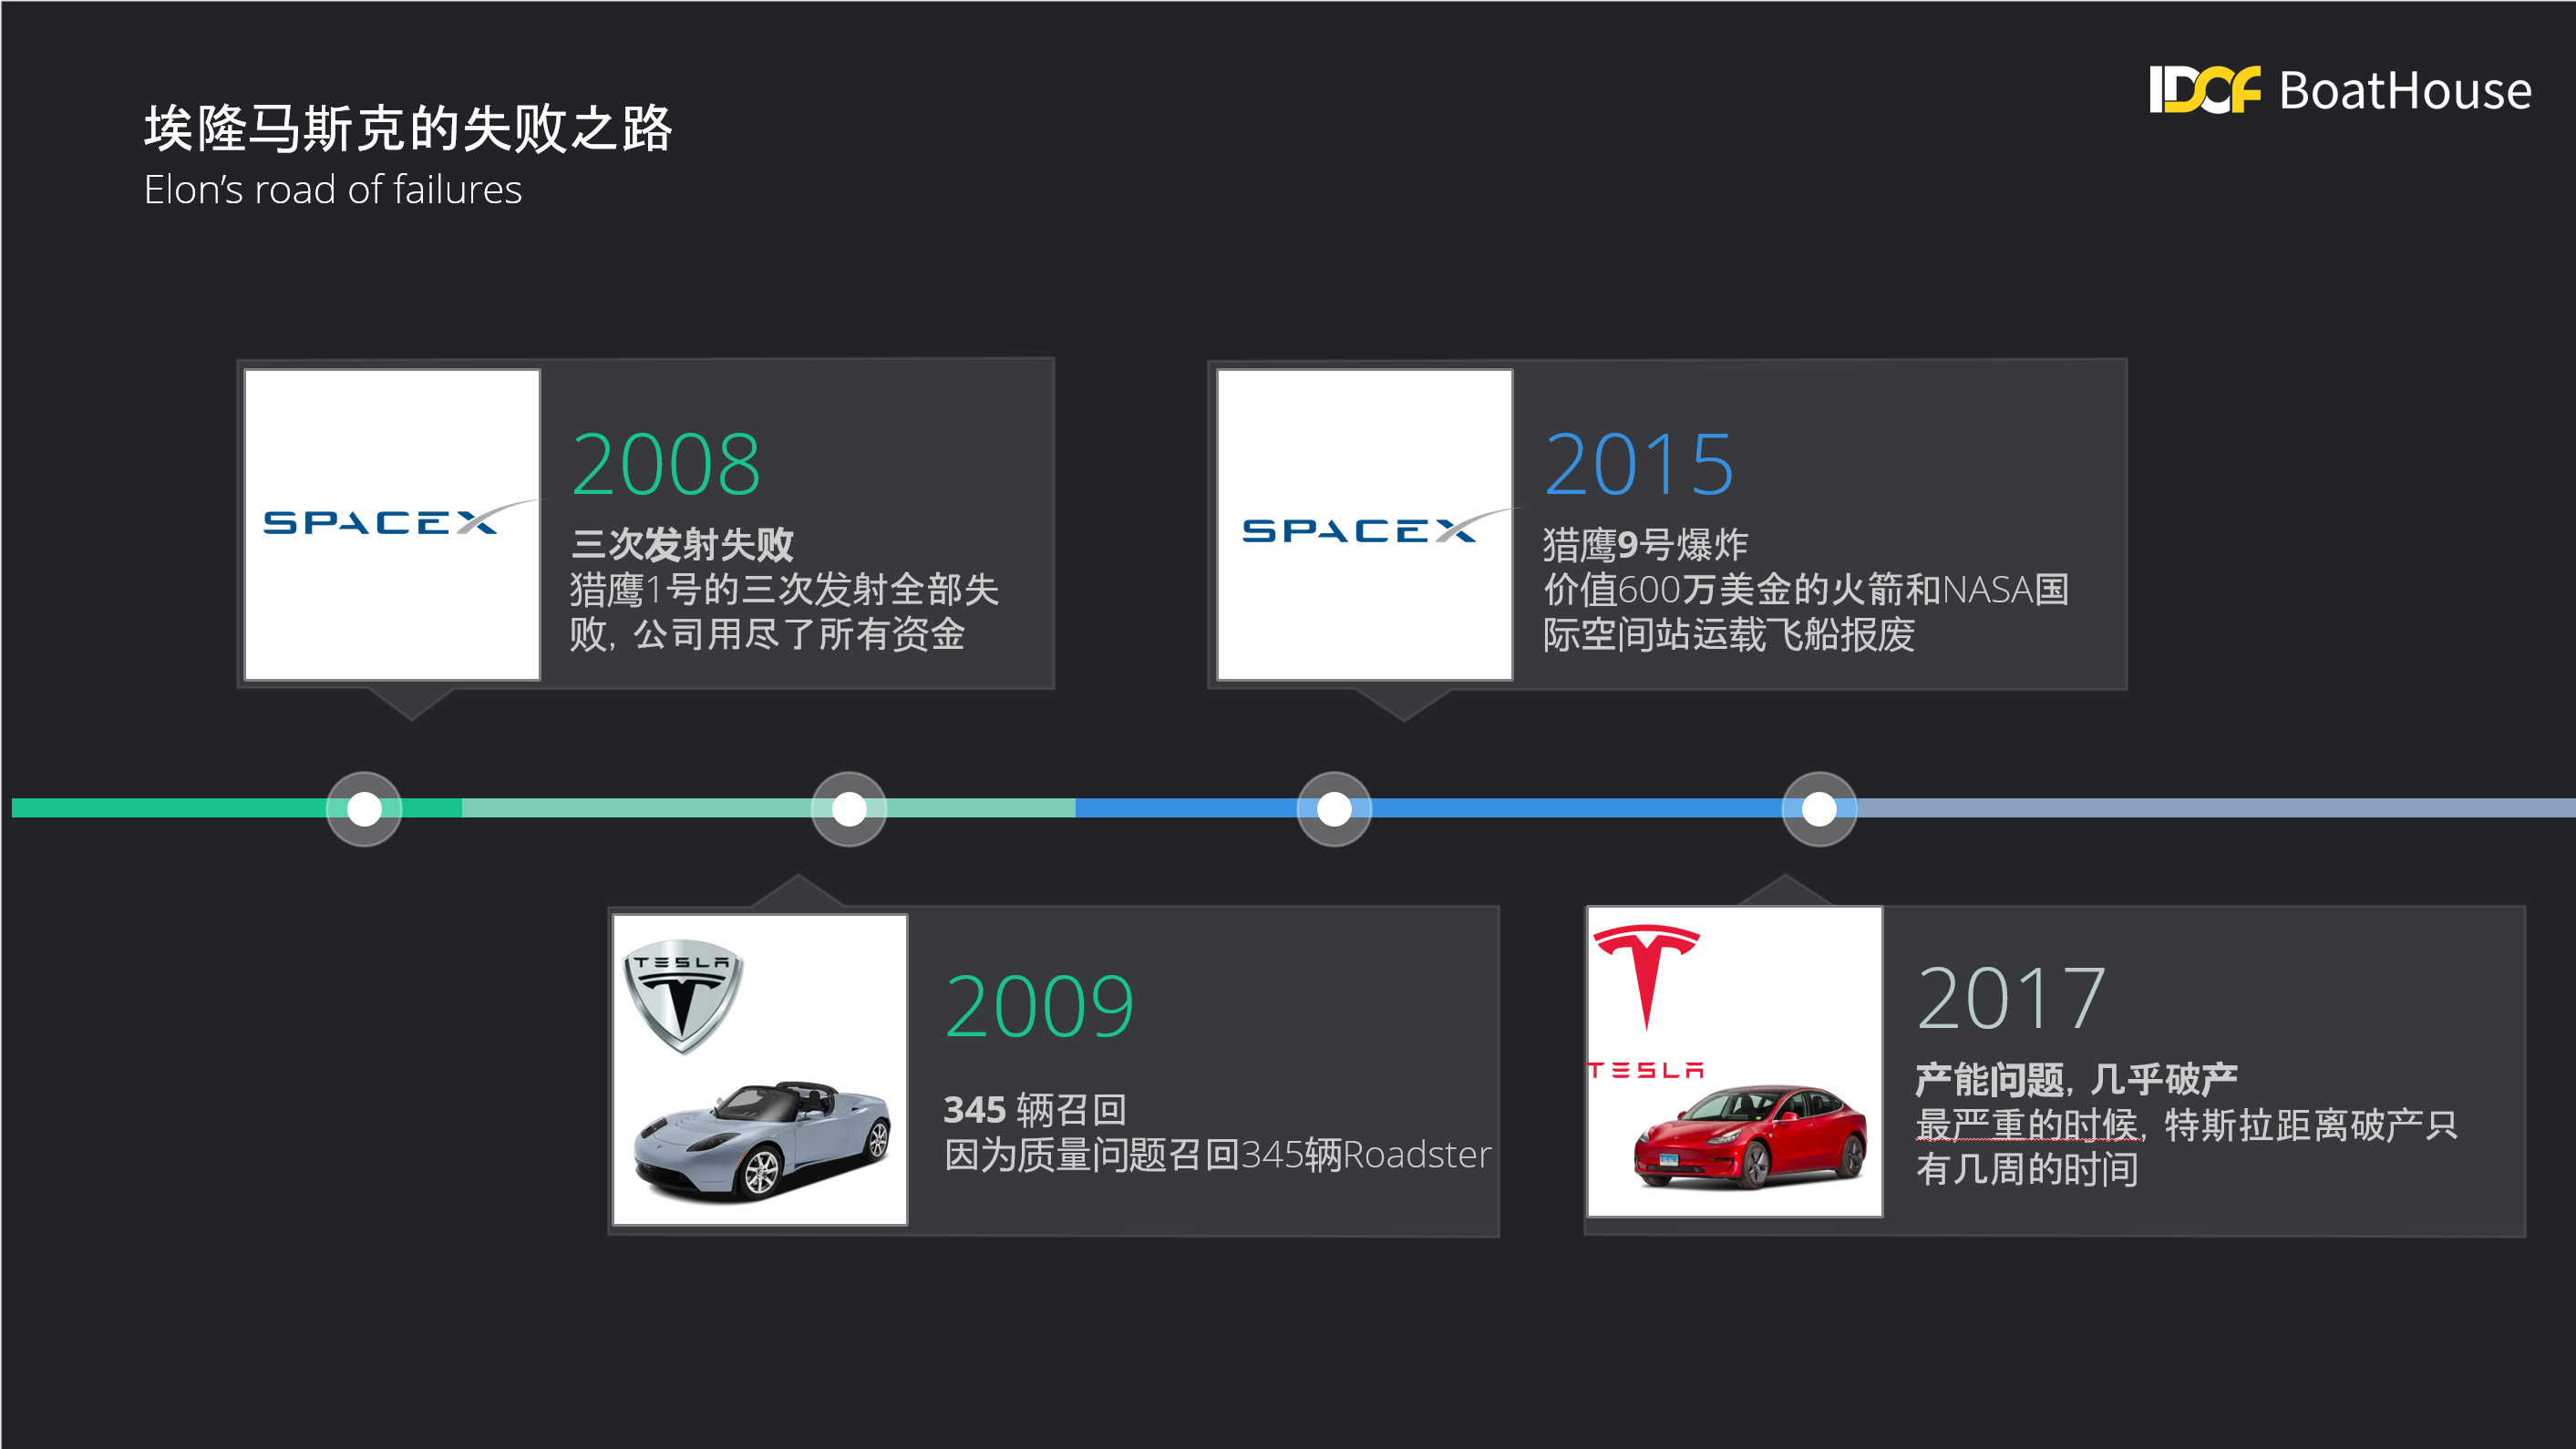 埃隆马斯克的失败之路
Elon’s road of failures
IDCF BoatHouse
SPACEX
2008
三次发射失败
猎鹰1号的三次发射全部失
败，公司用尽了所有资金
SPACEX
2015
猎鹰9号爆炸
价值600万美金的火箭和NASA国
际空间站运载飞船报废
TESLA
2009
345 辆召回
因为质量问题召回345辆Roadster
TESLA
2017
产能问题，几乎破产
最严重的时候，特斯拉距离破产只
有几周的时间